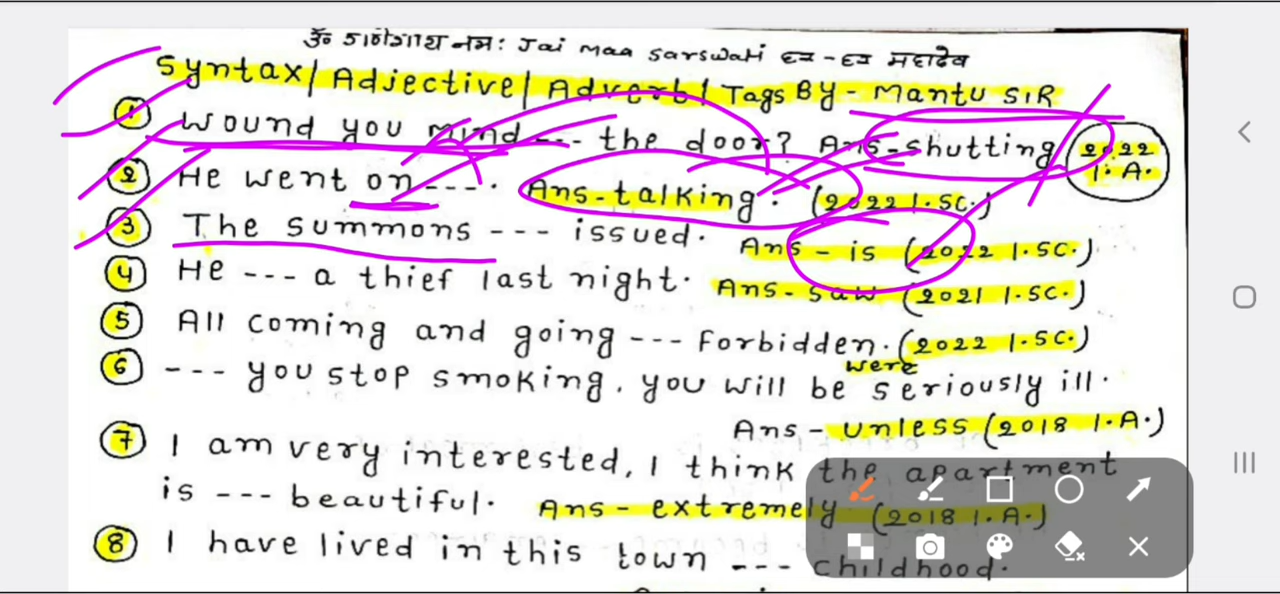 ॐ गणेशाय नमः Jai Maa Sarswati हर-हर महादेव
Syntax/Adjective/Adverb/Tags By-Mantu SIR
① Wound you mind --- the door? Ans-shutting 2022 I.A.
② He went on ---. Ans-talking. (2022 I.SC.)
③ The summons --- issued. Ans-is (2022 I.SC.)
④ He --- a thief last night. Ans-saw (2021 I.SC.)
⑤ All coming and going --- forbidden. (2022 I.SC.)
were
⑥ --- you stop smoking, you will be seriously ill.
Ans-Unless (2018 I.A.)
⑦ I am very interested, I think the apartment
is --- beautiful. Ans-extremely (2018 I.A.)
⑧ I have lived in this town --- childhood.